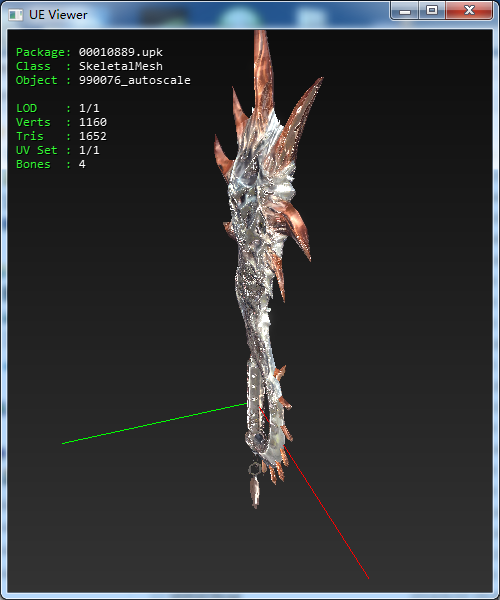 UE Viewer
Package: 00010889.upk
Class  : SkeletalMesh
Object : 990076_autoscale
LOD    : 1/1
Verts  : 1160
Tris   : 1652
UV Set : 1/1
Bones  : 4